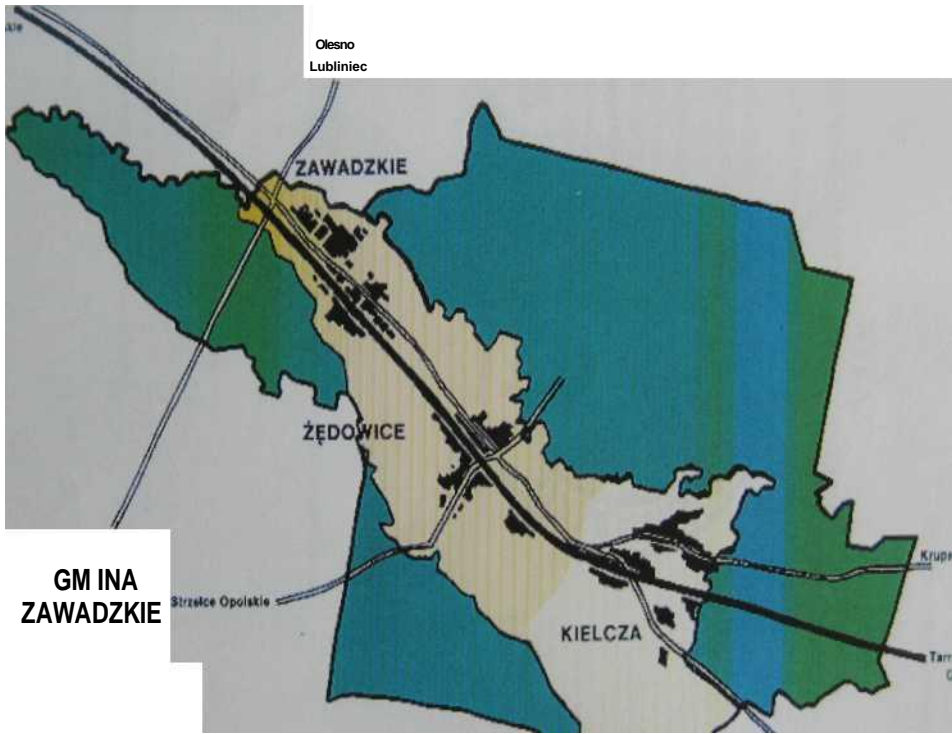 Olesno
Lubliniec
ZAWADZKIE
ŻĘDOWICE
GM INA
ZAWADZKIE
Strzelce Opolskie
KIELCZA